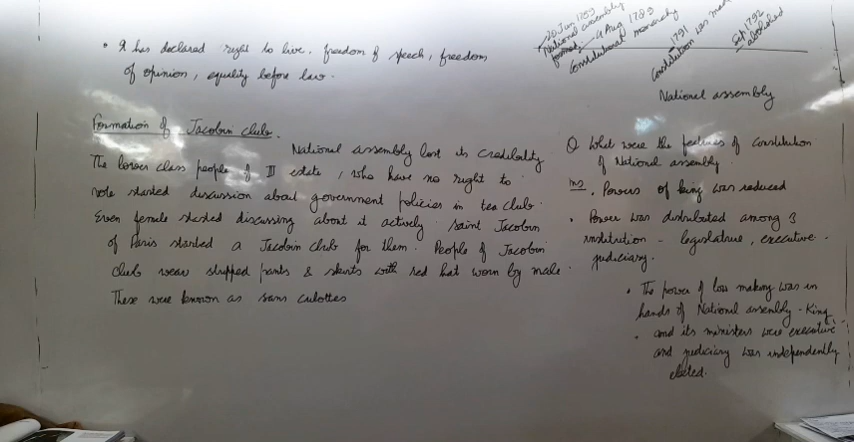 • It has declared right to live, freedom of speech, freedom
of opinion, equality before law.
Formation of Jacobin club.
National assembly lost its credibility
The lower class people of III estate, who have no right to
vote started discussion about government policies in tea club.
Even female started discussing about it actively. Saint Jacobin
of Paris started a Jacobin club for them. People of Jacobin
club wear stripped pants & shirts with red hat worn by male.
These were known as sans culottes
20 Jun 1789
National assembly
formed
4 Aug 1789
Constitutional monarchy
1791
Constitution was made
Sep 1792
abolished
National assembly
Q What were the features of constitution
of National assembly.
Ans. Powers of king was reduced
• Power was distributed among 3
institution - legislature, executive.
judiciary.
• The power of law making was in
hands of National assembly - King
• and its ministers were executive
and judiciary was independently
elected.